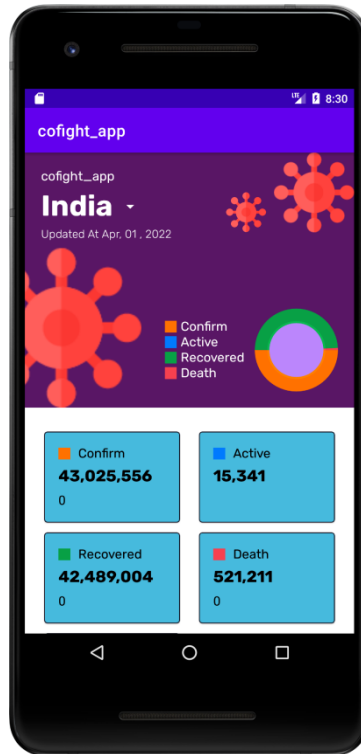 LTE 8:30
cofight_app
cofight_app
India
Updated At Apr, 01 , 2022
Confirm
Active
Recovered
Death
Confirm
43,025,556
0
Active
15,341
Recovered
42,489,004
0
Death
521,211
0